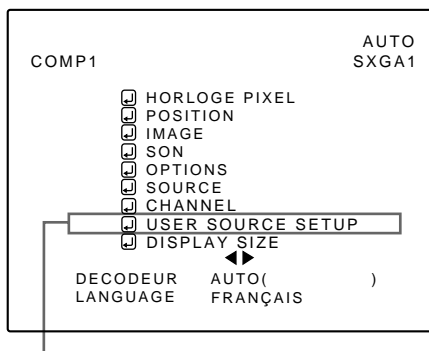 AUTO
COMP1 SXGA1
HORLOGE PIXEL
POSITION
IMAGE
SON
OPTIONS
SOURCE
CHANNEL
USER SOURCE SETUP
DISPLAY SIZE
DECODEUR AUTO( )
LANGUAGE FRANÇAIS